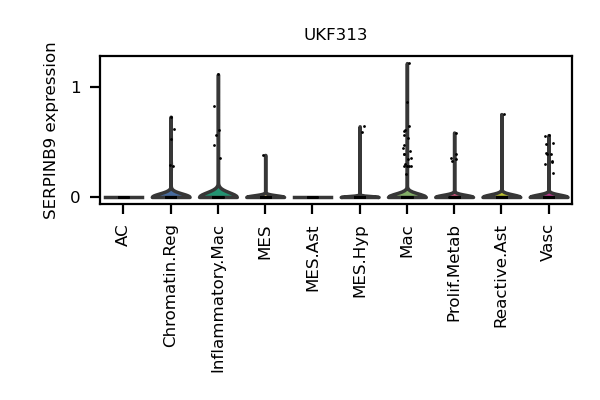 UKF313
SERPINB9 expression
1
0
AC
Chromatin.Reg
Inflammatory.Mac
MES
MES.Ast
MES.Hyp
Mac
Prolif.Metab
Reactive.Ast
Vasc